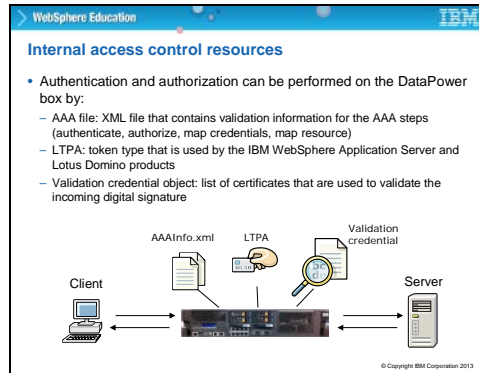 WebSphere Education
IBM
Internal access control resources
• Authentication and authorization can be performed on the DataPower
box by:
– AAA file: XML file that contains validation information for the AAA steps
(authenticate, authorize, map credentials, map resource)
– LTPA: token type that is used by the IBM WebSphere Application Server and
Lotus Domino products
– Validation credential object: list of certificates that are used to validate the
incoming digital signature
AAAInfo.xml
LTPA
Validation
credential
Client
Server
© Copyright IBM Corporation 2013